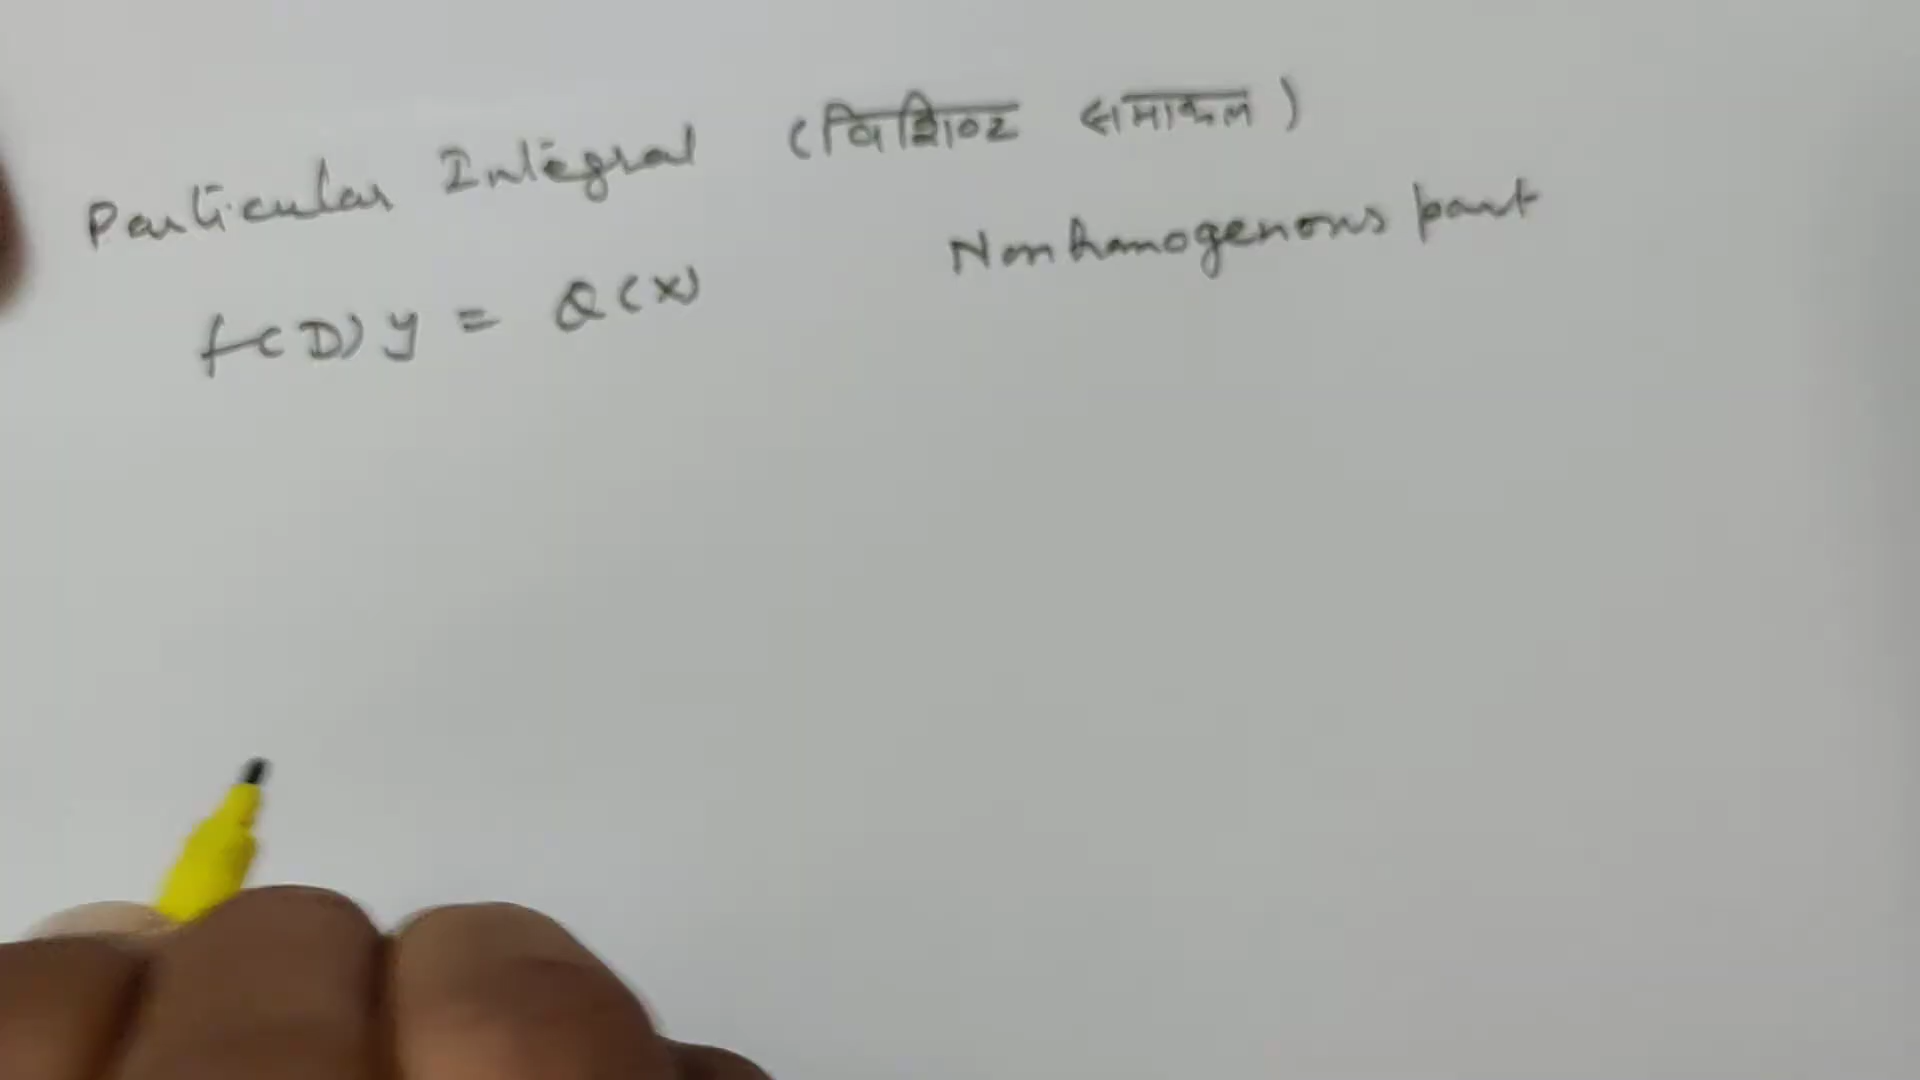 Particular Integral (विशिष्ट समाकल)
Nonhomogenous part
f(D) y = Q(x)